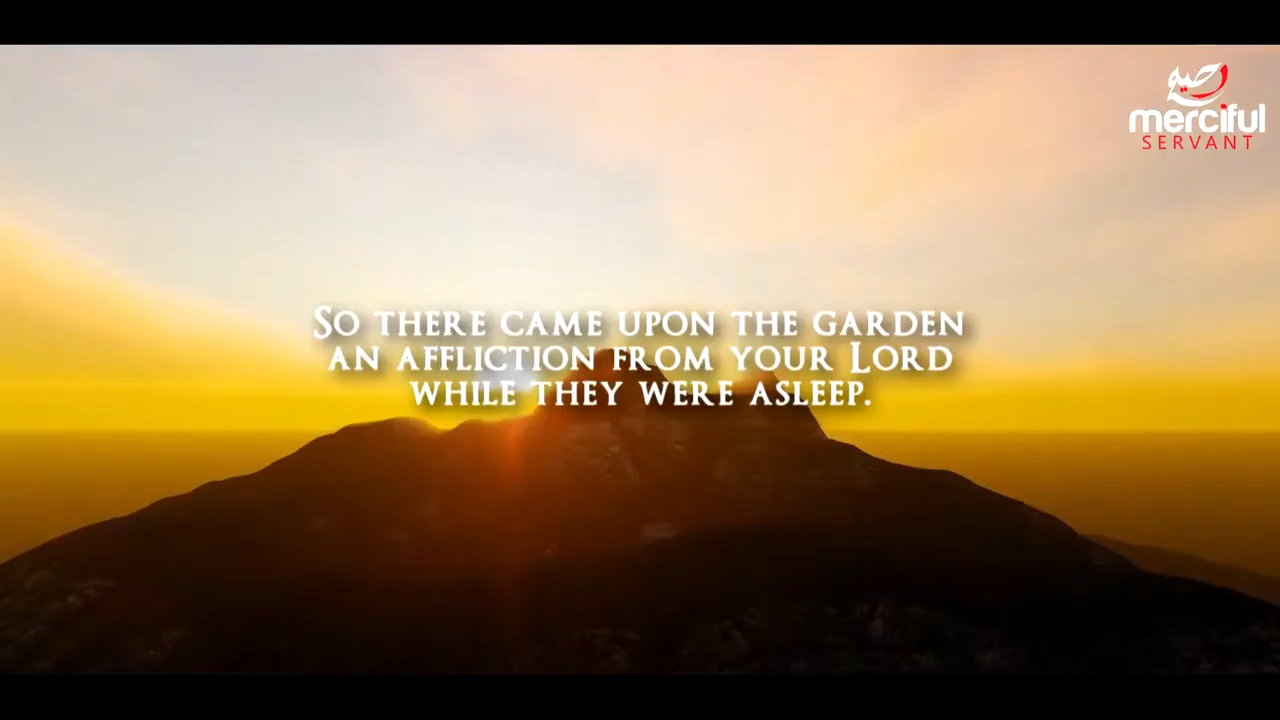 merciful
SERVANT
So there came upon the garden
an affliction from your Lord
while they were asleep.